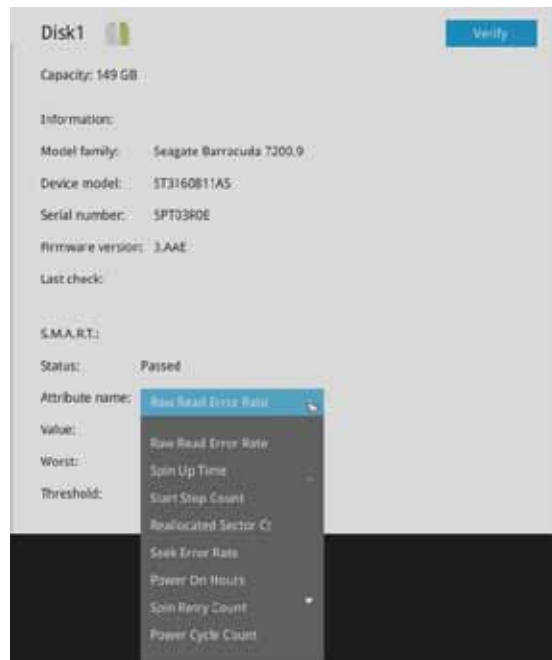 Disk1
Verify
Capacity: 149 GB
Information:
Model family: Seagate Barracuda 7200.9
Device model: ST3160811AS
Serial number: 5PT03R0E
Firmware version: 3.AAE
Last check:
S.M.A.R.T.:
Status: Passed
Attribute name: Raw Read Error Rate
Value:
Worst:
Threshold:
Raw Read Error Rate
Spin Up Time
Start Stop Count
Reallocated Sector Ct
Seek Error Rate
Power On Hours
Spin Retry Count
Power Cycle Count